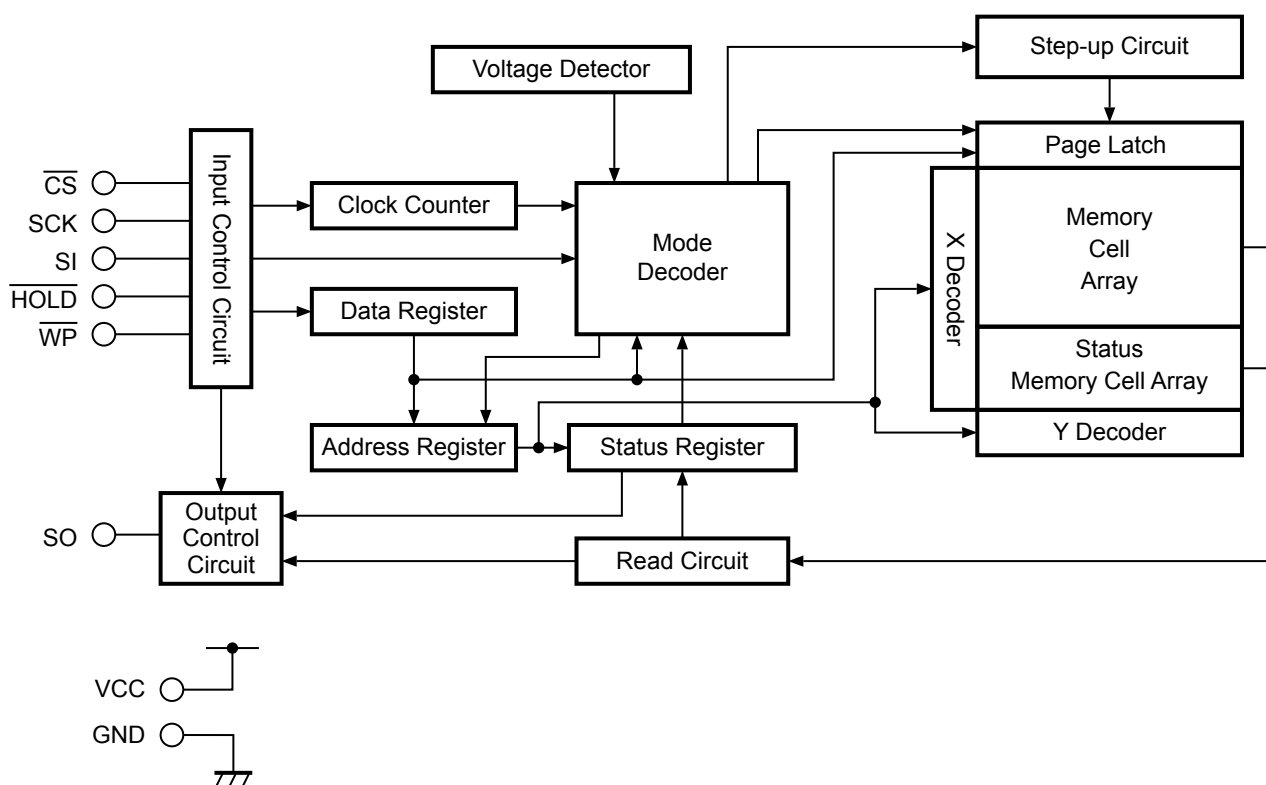 Step-up Circuit
Voltage Detector
Page Latch
CS
SCK
SI
HOLD
WP
Input Control Circuit
Clock Counter
Mode
Decoder
Data Register
X Decoder
Memory
Cell
Array
Status
Memory Cell Array
Address Register
Status Register
Y Decoder
SO
Output
Control
Circuit
Read Circuit
VCC
GND